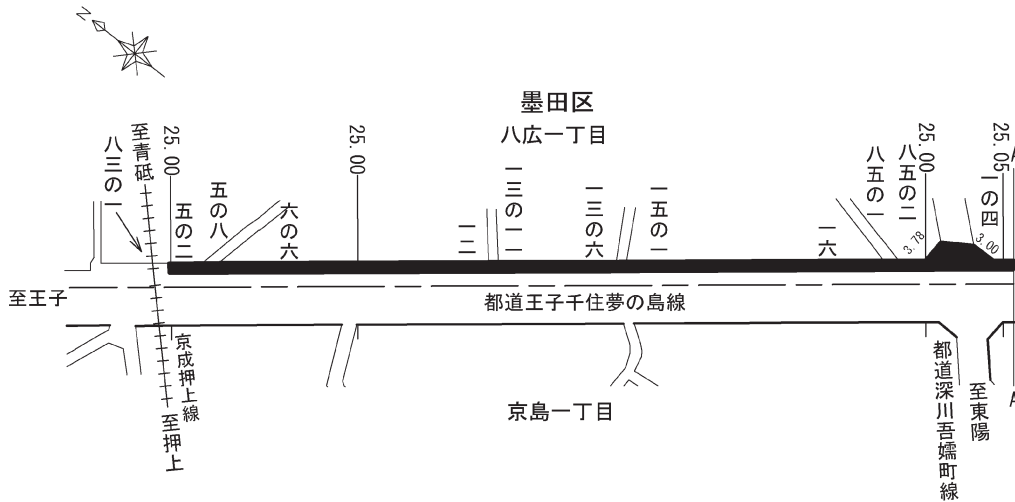 N
墨田区
八広一丁目
至青砥
八三の一
25.00
五の二
五の八
六の六
25.00
一二
一三の一一
一三の六
一五の一
一六
八五の一
八五の二
3.78
25.00
3.00
一の四
25.05
A
至王子
都道王子千住夢の島線
京成押上線
至押上
京島一丁目
都道深川吾嬬町線
至東陽
A